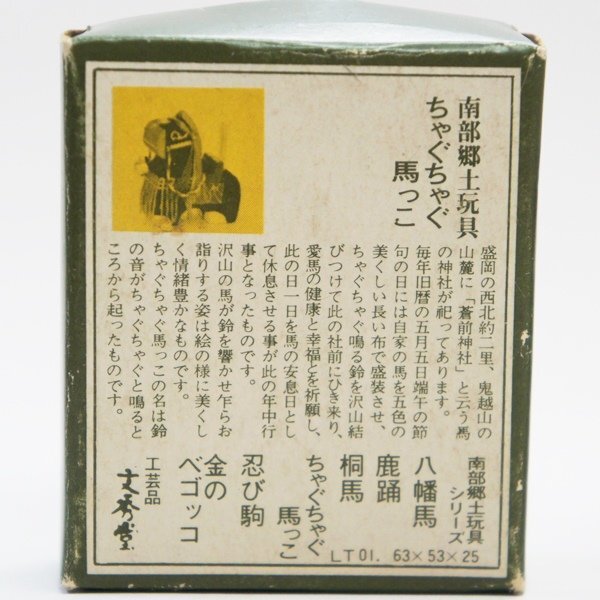 南部郷土玩具
ちゃぐちゃぐ
馬っこ
盛岡の西北約二里、鬼越山の
山麓に「蒼前神社」と云う馬
の神社が祀ってあります。
毎年旧暦の五月五日端午の節
句の日には自家の馬を五色の
美くしい長い布で盛装させ、
ちゃぐちゃぐ鳴る鈴を沢山結
びつけて此の社前にひき来り、
愛馬の健康と幸福とを祈願し、
此の日一日を馬の安息日とし
て休息させる事が此の年中行
事となったものです。
沢山の馬が鈴を響かせ乍らお
詣りする姿は絵の様に美くし
く情緒豊かなものです。
ちゃぐちゃぐ馬っこの名は鈴
の音がちゃぐちゃぐと鳴ると
ころから起ったものです。
南部郷土玩具
シリーズ
八幡馬
鹿踊
桐馬
ちゃぐちゃぐ
馬っこ
忍び駒
金の
ベゴッコ
工芸品
文秀堂
LT01. 63×53×25